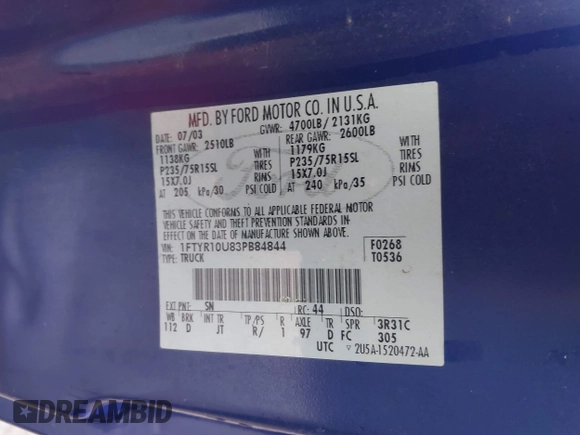 MFD. BY FORD MOTOR CO. IN U.S.A.
DATE: 07/03 GVWR: 4700LB/ 2131KG
FRONT GAWR: 2510LB REAR GAWR: 2600LB
1138KG WITH 1179KG WITH
P235/75R15SL TIRES P235/75R15SL TIRES
15X7.0J RIMS 15X7.0J RIMS
AT 205 kPa/30 PSI COLD AT 240 kPa/35 PSI COLD
THIS VEHICLE CONFORMS TO ALL APPLICABLE FEDERAL MOTOR
VEHICLE SAFETY AND THEFT PREVENTION STANDARDS IN
EFFECT ON THE DATE OF MANUFACTURE SHOWN ABOVE.
VIN: 1FTYR10U83PB84844 F0268
TYPE: TRUCK T0536
EXT PNT: SN RC: 44 DSO:
WB BRK INT TR TP/PS R AXLE TR SPR 3R31C
112 D JT R/ 1 97 D FC 305
UTC 2U5A-1520472-AA
Ford
DREAMBID